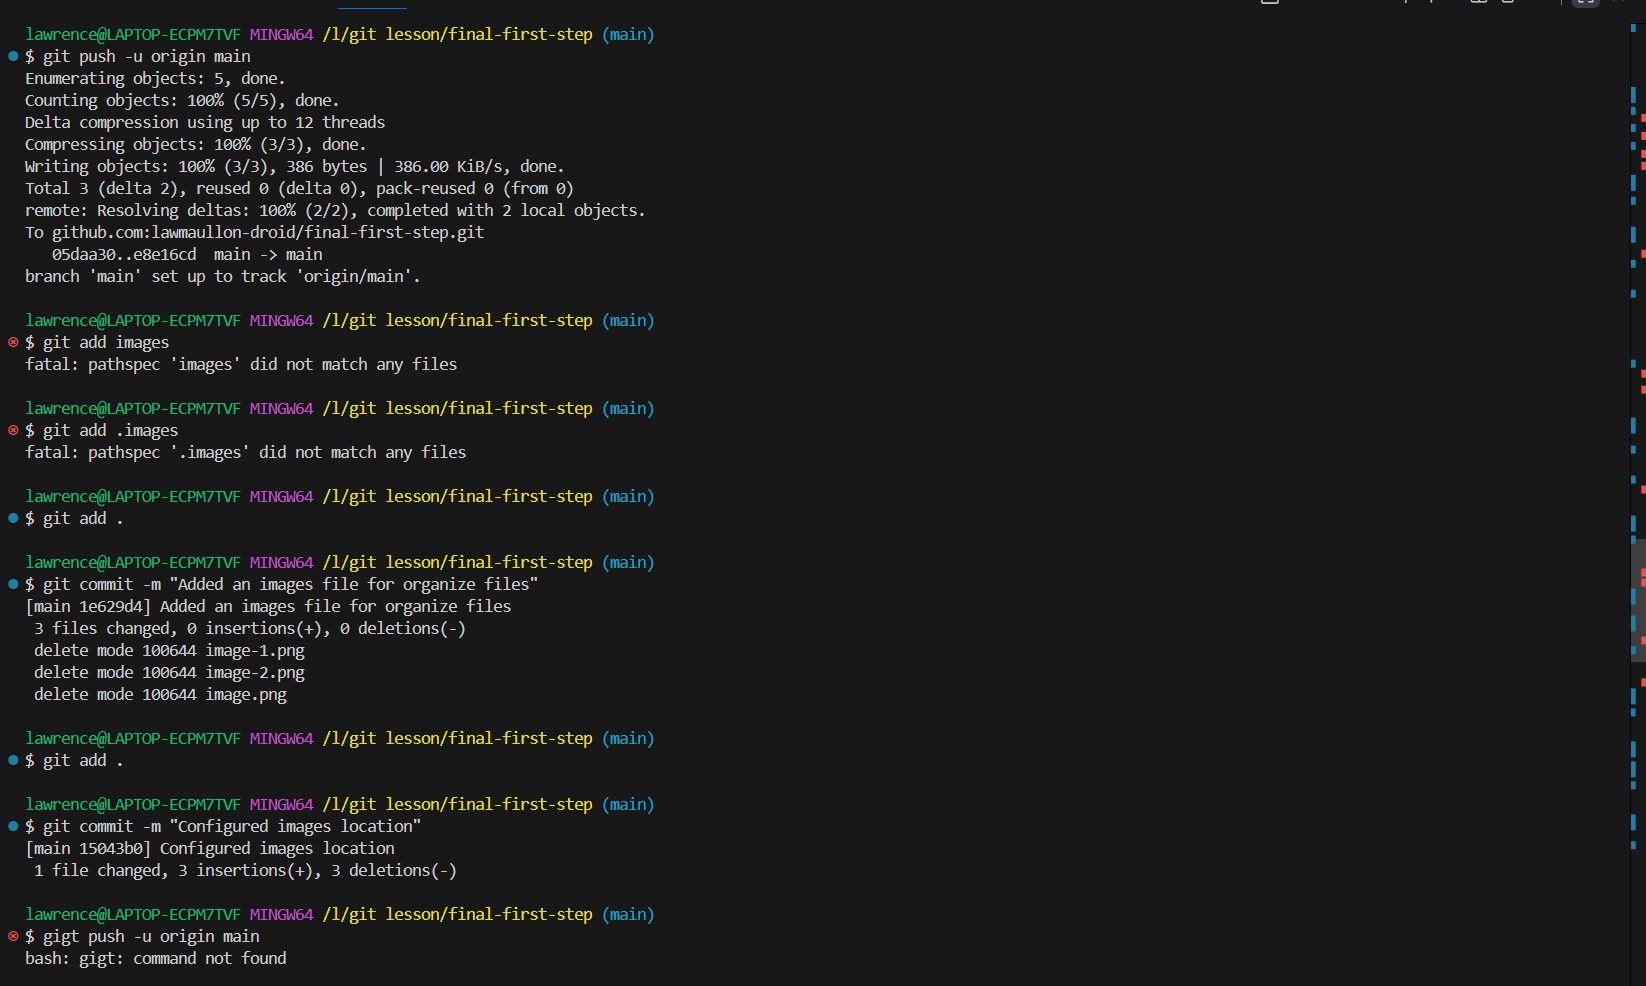 lawrence@LAPTOP-ECPM7TVF MINGW64 /l/git lesson/final-first-step (main)
$ git push -u origin main
Enumerating objects: 5, done.
Counting objects: 100% (5/5), done.
Delta compression using up to 12 threads
Compressing objects: 100% (3/3), done.
Writing objects: 100% (3/3), 386 bytes | 386.00 KiB/s, done.
Total 3 (delta 2), reused 0 (delta 0), pack-reused 0 (from 0)
remote: Resolving deltas: 100% (2/2), completed with 2 local objects.
To github.com:lawmaullon-droid/final-first-step.git
   05daa30..e8e16cd  main -> main
branch 'main' set up to track 'origin/main'.
lawrence@LAPTOP-ECPM7TVF MINGW64 /l/git lesson/final-first-step (main)
$ git add images
fatal: pathspec 'images' did not match any files
lawrence@LAPTOP-ECPM7TVF MINGW64 /l/git lesson/final-first-step (main)
$ git add .images
fatal: pathspec '.images' did not match any files
lawrence@LAPTOP-ECPM7TVF MINGW64 /l/git lesson/final-first-step (main)
$ git add .
lawrence@LAPTOP-ECPM7TVF MINGW64 /l/git lesson/final-first-step (main)
$ git commit -m "Added an images file for organize files"
[main 1e629d4] Added an images file for organize files
 3 files changed, 0 insertions(+), 0 deletions(-)
 delete mode 100644 image-1.png
 delete mode 100644 image-2.png
 delete mode 100644 image.png
lawrence@LAPTOP-ECPM7TVF MINGW64 /l/git lesson/final-first-step (main)
$ git add .
lawrence@LAPTOP-ECPM7TVF MINGW64 /l/git lesson/final-first-step (main)
$ git commit -m "Configured images location"
[main 15043b0] Configured images location
 1 file changed, 3 insertions(+), 3 deletions(-)
lawrence@LAPTOP-ECPM7TVF MINGW64 /l/git lesson/final-first-step (main)
$ gigt push -u origin main
bash: gigt: command not found